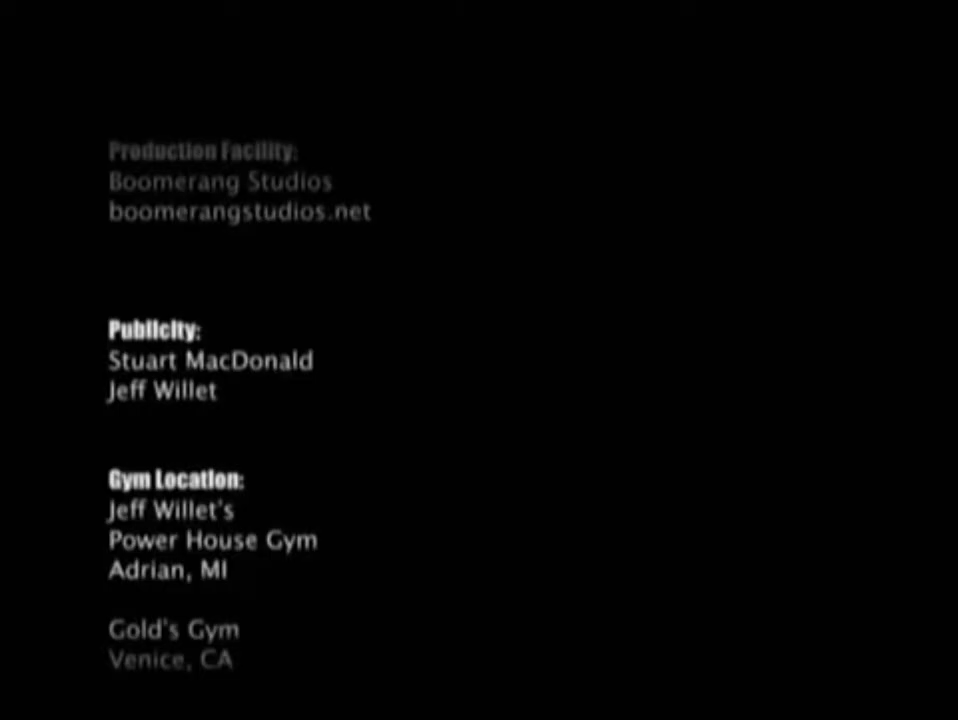 Production Facility:
Boomerang Studios
boomerangstudios.net
Publicity:
Stuart MacDonald
Jeff Willet
Gym Location:
Jeff Willet's
Power House Gym
Adrian, MI
Gold's Gym
Venice, CA